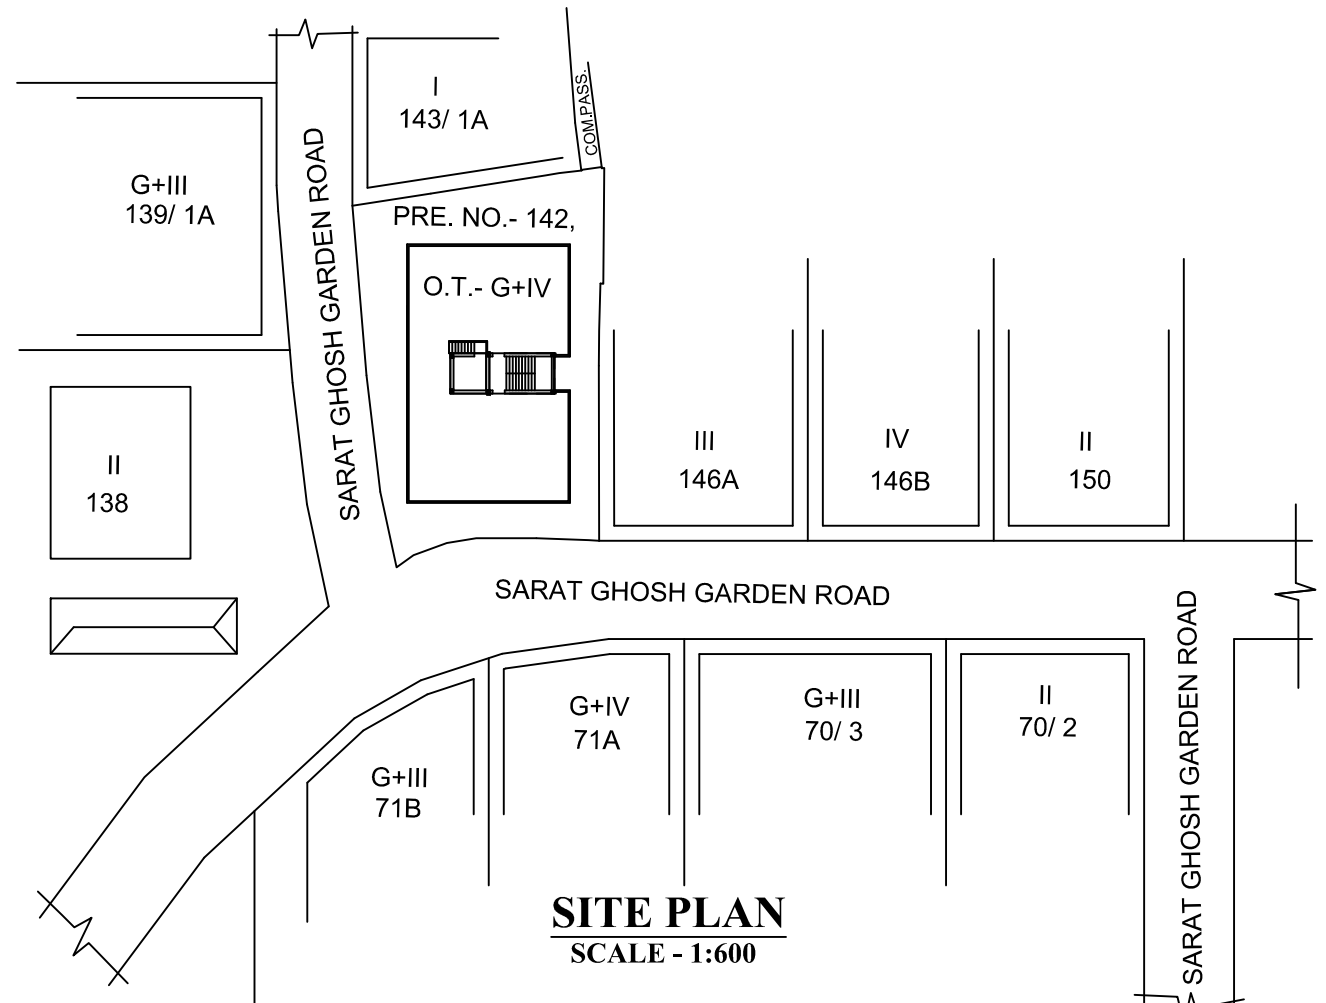 I
143/ 1A
COM.PASS.
G+III
139/ 1A
SARAT GHOSH GARDEN ROAD
PRE. NO.- 142,
O.T.- G+IV
II
138
III
146A
IV
146B
II
150
SARAT GHOSH GARDEN ROAD
SARAT GHOSH GARDEN ROAD
G+III
71B
G+IV
71A
G+III
70/ 3
II
70/ 2
SITE PLAN
SCALE - 1:600